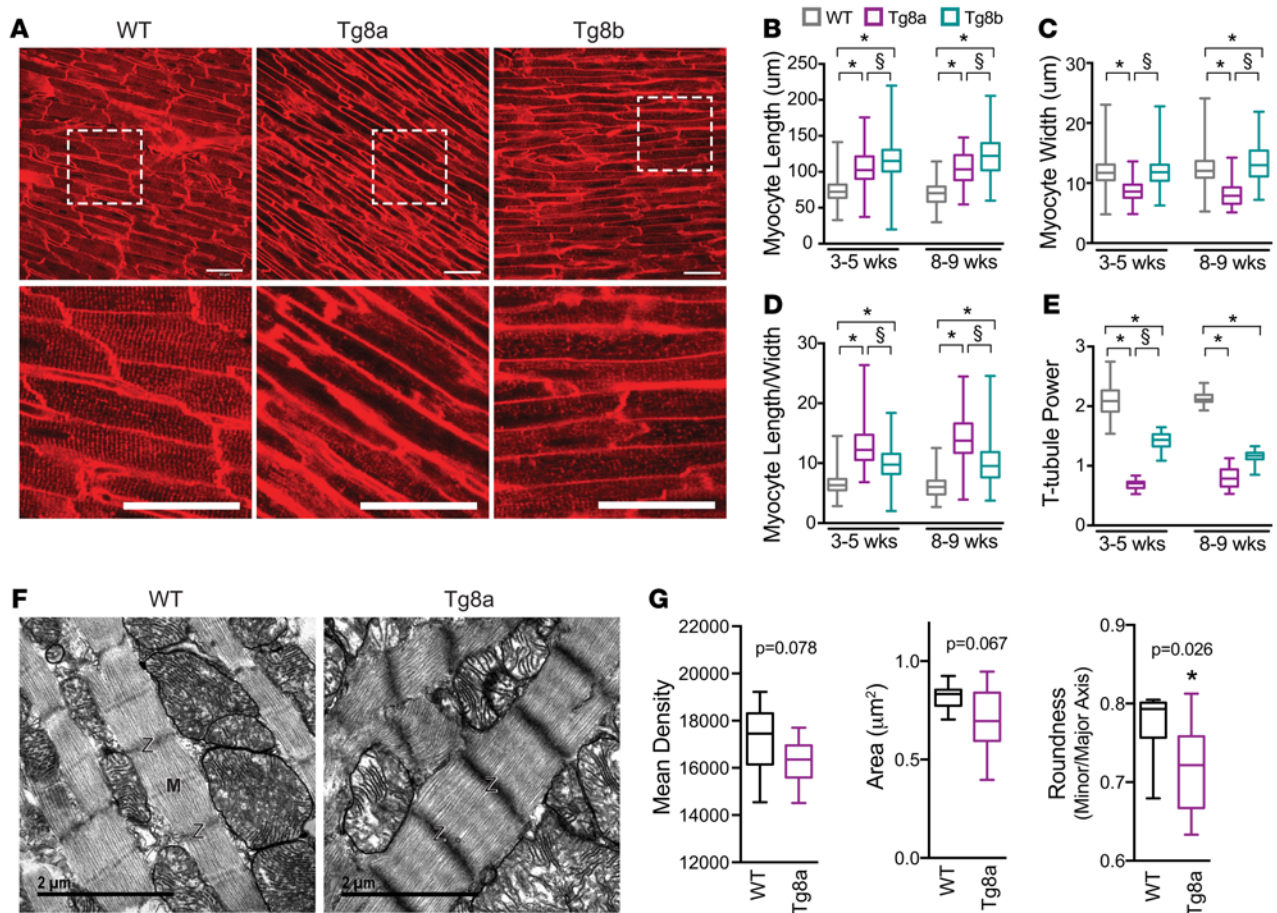 WT Tg8a Tg8b
A WT Tg8a Tg8b
B
Myocyte Length (um)
250
200
150
100
50
0
* * § * * §
3-5 wks 8-9 wks
C
Myocyte Width (um)
30
20
10
0
* § * * §
3-5 wks 8-9 wks
D
Myocyte Length/Width
30
20
10
0
* * § * * §
3-5 wks 8-9 wks
E
T-tubule Power
3
2
1
0
* * § * *
3-5 wks 8-9 wks
F WT Tg8a
Z
M
Z
2 µm
Z
Z
2 µm
G
Mean Density
22000
20000
18000
16000
14000
12000
p=0.078
WT
Tg8a
Area (µm²)
1.0
0.5
0.0
p=0.067
WT
Tg8a
Roundness
(Minor/Major Axis)
0.9
0.8
0.7
0.6
p=0.026
*
WT
Tg8a